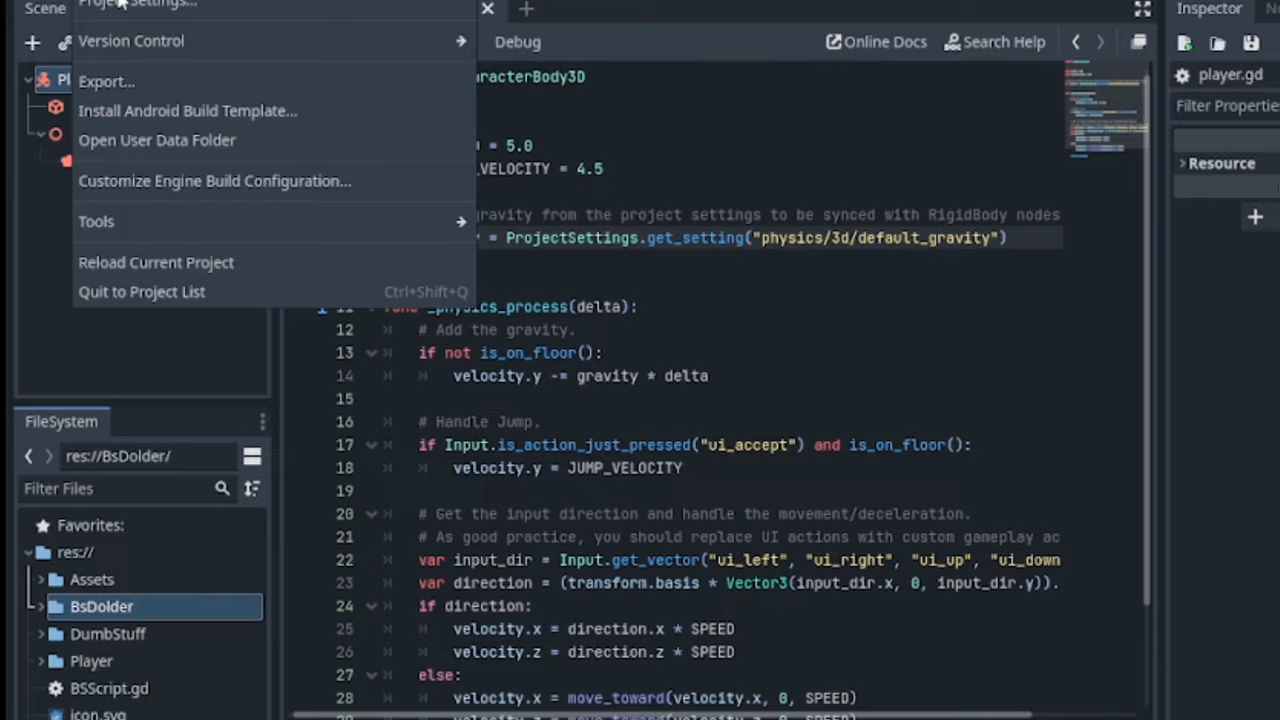 Scene
Project Settings...
Version Control
Export...
Install Android Build Template...
Open User Data Folder
Customize Engine Build Configuration...
Tools
Reload Current Project
Quit to Project List Ctrl+Shift+Q
Pl
FileSystem
res://BsDolder/
Filter Files
Favorites:
res://
Assets
BsDolder
DumbStuff
Player
BSScript.gd
icon.svg
Debug
Online Docs
Search Help
racterBody3D
= 5.0
_VELOCITY = 4.5
gravity from the project settings to be synced with RigidBody nodes
= ProjectSettings.get_setting("physics/3d/default_gravity")
11 func _physics_process(delta):
12 # Add the gravity.
13 if not is_on_floor():
14 velocity.y -= gravity * delta
15
16 # Handle Jump.
17 if Input.is_action_just_pressed("ui_accept") and is_on_floor():
18 velocity.y = JUMP_VELOCITY
19
20 # Get the input direction and handle the movement/deceleration.
21 # As good practice, you should replace UI actions with custom gameplay ac
22 var input_dir = Input.get_vector("ui_left", "ui_right", "ui_up", "ui_down
23 var direction = (transform.basis * Vector3(input_dir.x, 0, input_dir.y)).
24 if direction:
25 velocity.x = direction.x * SPEED
26 velocity.z = direction.z * SPEED
27 else:
28 velocity.x = move_toward(velocity.x, 0, SPEED)
Inspector
player.gd
Filter Propertie
Resource